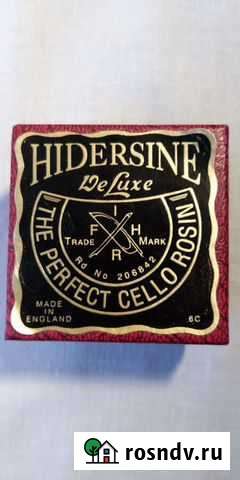 HIDERSINE
De Luxe
I
F H
TRADE MARK
R
Rd No 206842
THE PERFECT CELLO ROSIN
MADE
IN
ENGLAND
6C
rosndv.ru